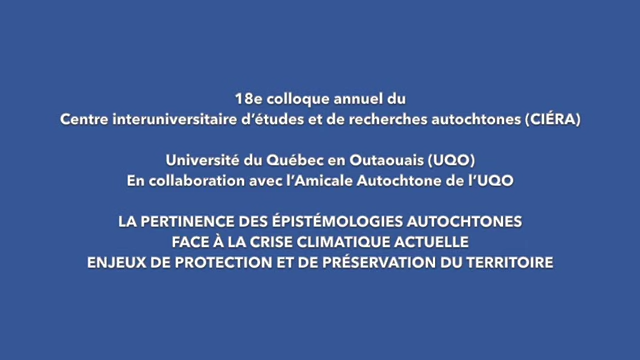 18e colloque annuel du
Centre interuniversitaire d'études et de recherches autochtones (CIÉRA)
Université du Québec en Outaouais (UQO)
En collaboration avec l'Amicale Autochtone de l'UQO
LA PERTINENCE DES ÉPISTÉMOLOGIES AUTOCHTONES
FACE À LA CRISE CLIMATIQUE ACTUELLE
ENJEUX DE PROTECTION ET DE PRÉSERVATION DU TERRITOIRE